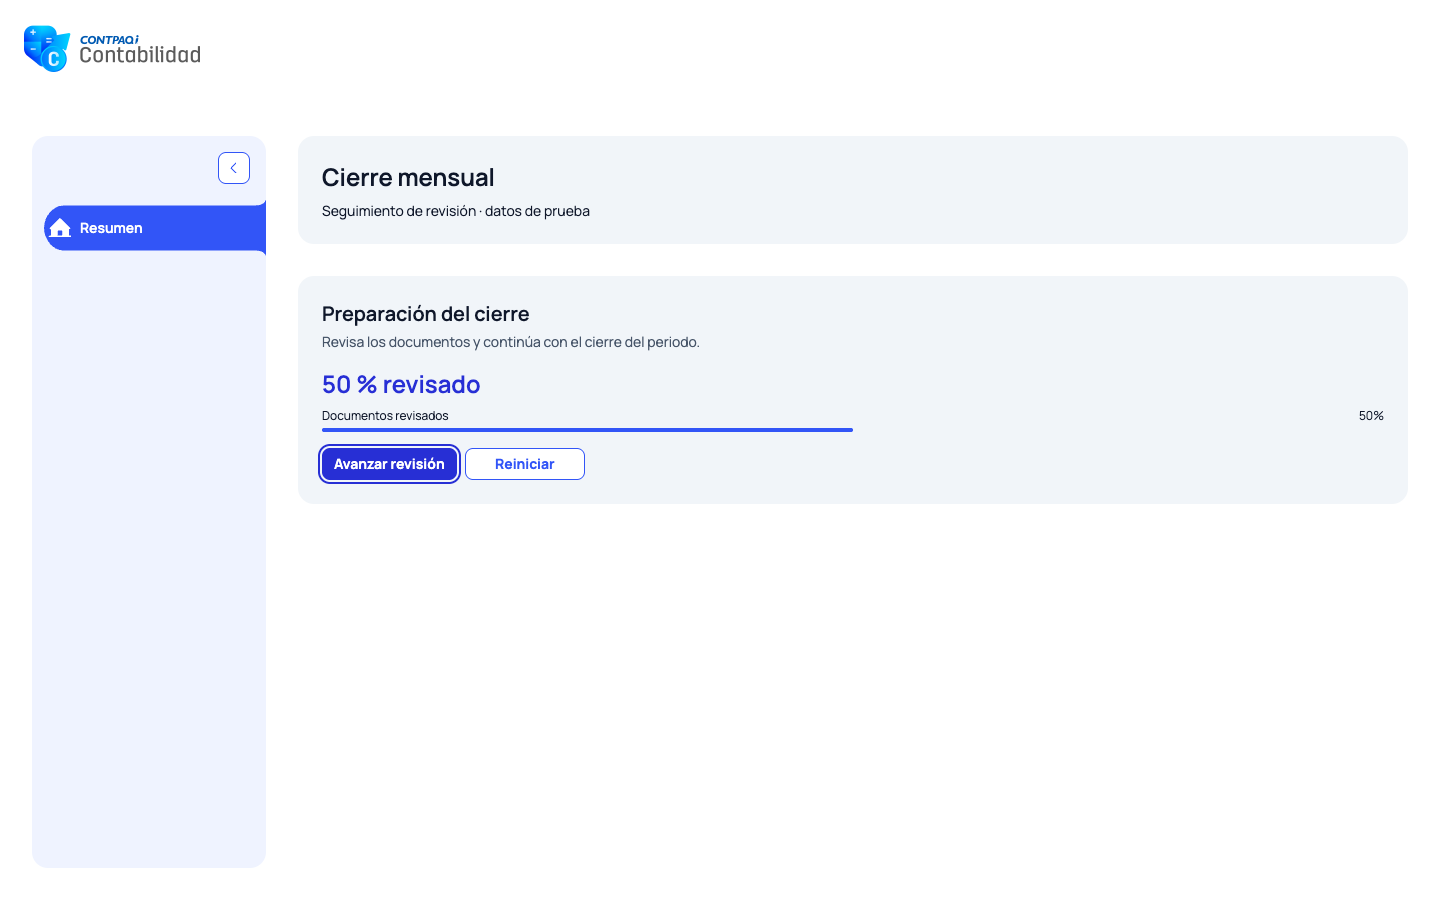 CONTPAQi
Contabilidad
Resumen
Cierre mensual
Seguimiento de revisión · datos de prueba
Preparación del cierre
Revisa los documentos y continúa con el cierre del periodo.
50 % revisado
Documentos revisados 50%
Avanzar revisión Reiniciar